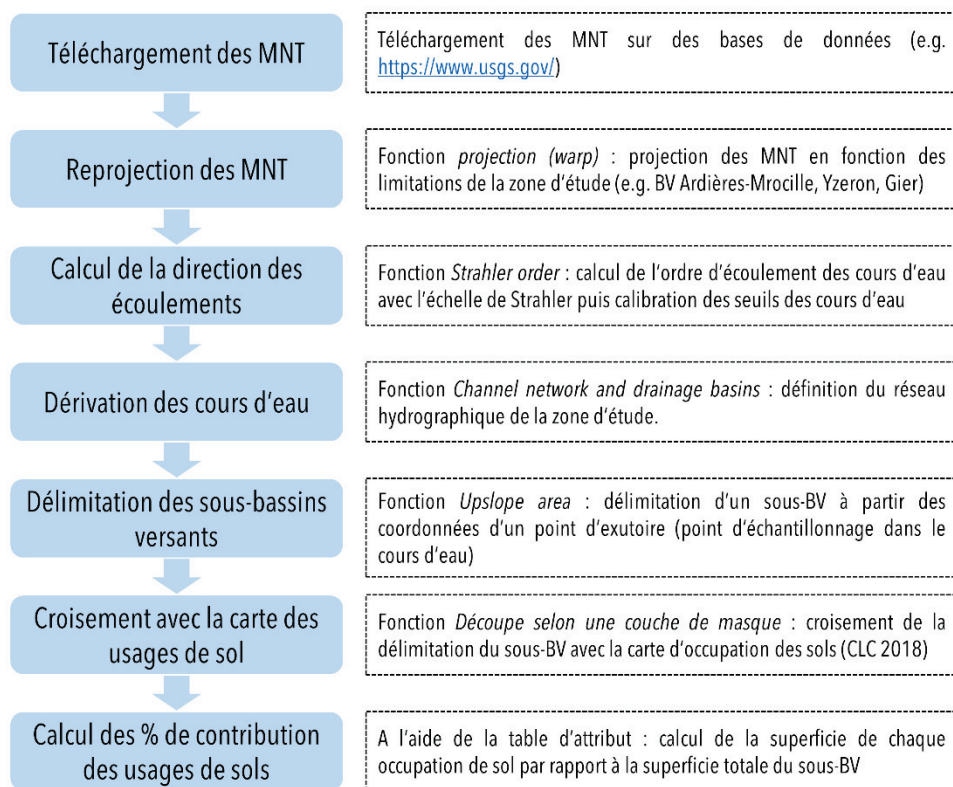 Téléchargement des MNT
Téléchargement des MNT sur des bases de données (e.g.
https://www.usgs.gov/)
Reprojection des MNT
Fonction projection (warp) : projection des MNT en fonction des
limitations de la zone d'étude (e.g. BV Ardières-Mrocille, Yzeron, Gier)
Calcul de la direction des
écoulements
Fonction Strahler order : calcul de l'ordre d'écoulement des cours d'eau
avec l'échelle de Strahler puis calibration des seuils des cours d'eau
Dérivation des cours d'eau
Fonction Channel network and drainage basins : définition du réseau
hydrographique de la zone d'étude.
Délimitation des sous-bassins
versants
Fonction Upslope area : délimitation d'un sous-BV à partir des
coordonnées d'un point d'exutoire (point d'échantillonnage dans le
cours d'eau)
Croisement avec la carte des
usages de sol
Fonction Découpe selon une couche de masque : croisement de la
délimitation du sous-BV avec la carte d'occupation des sols (CLC 2018)
Calcul des % de contribution
des usages de sols
A l'aide de la table d'attribut : calcul de la superficie de chaque
occupation de sol par rapport à la superficie totale du sous-BV